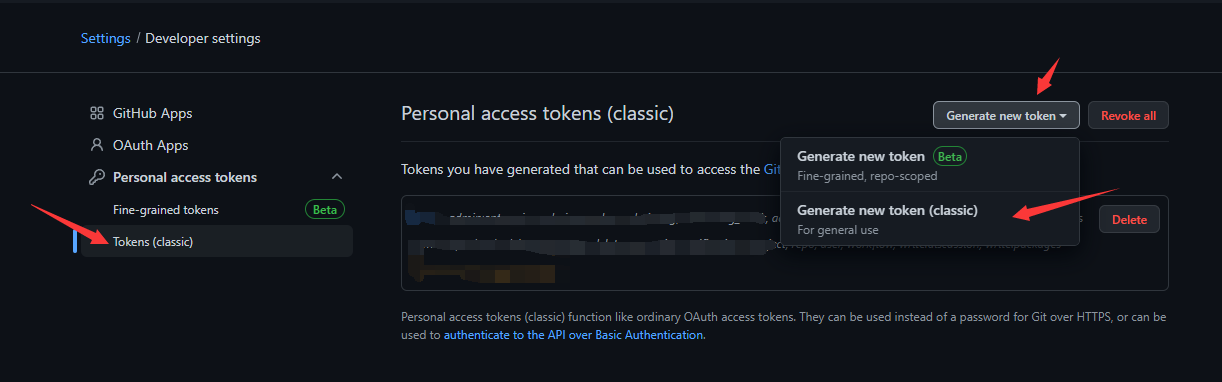 Settings / Developer settings
GitHub Apps
OAuth Apps
Personal access tokens
Fine-grained tokens Beta
Tokens (classic)
Personal access tokens (classic)
Generate new token
Revoke all
Tokens you have generated that can be used to access the
Generate new token Beta
Fine-grained, repo-scoped
Generate new token (classic)
For general use
Delete
Personal access tokens (classic) function like ordinary OAuth access tokens. They can be used instead of a password for Git over HTTPS, or can be
used to authenticate to the API over Basic Authentication.